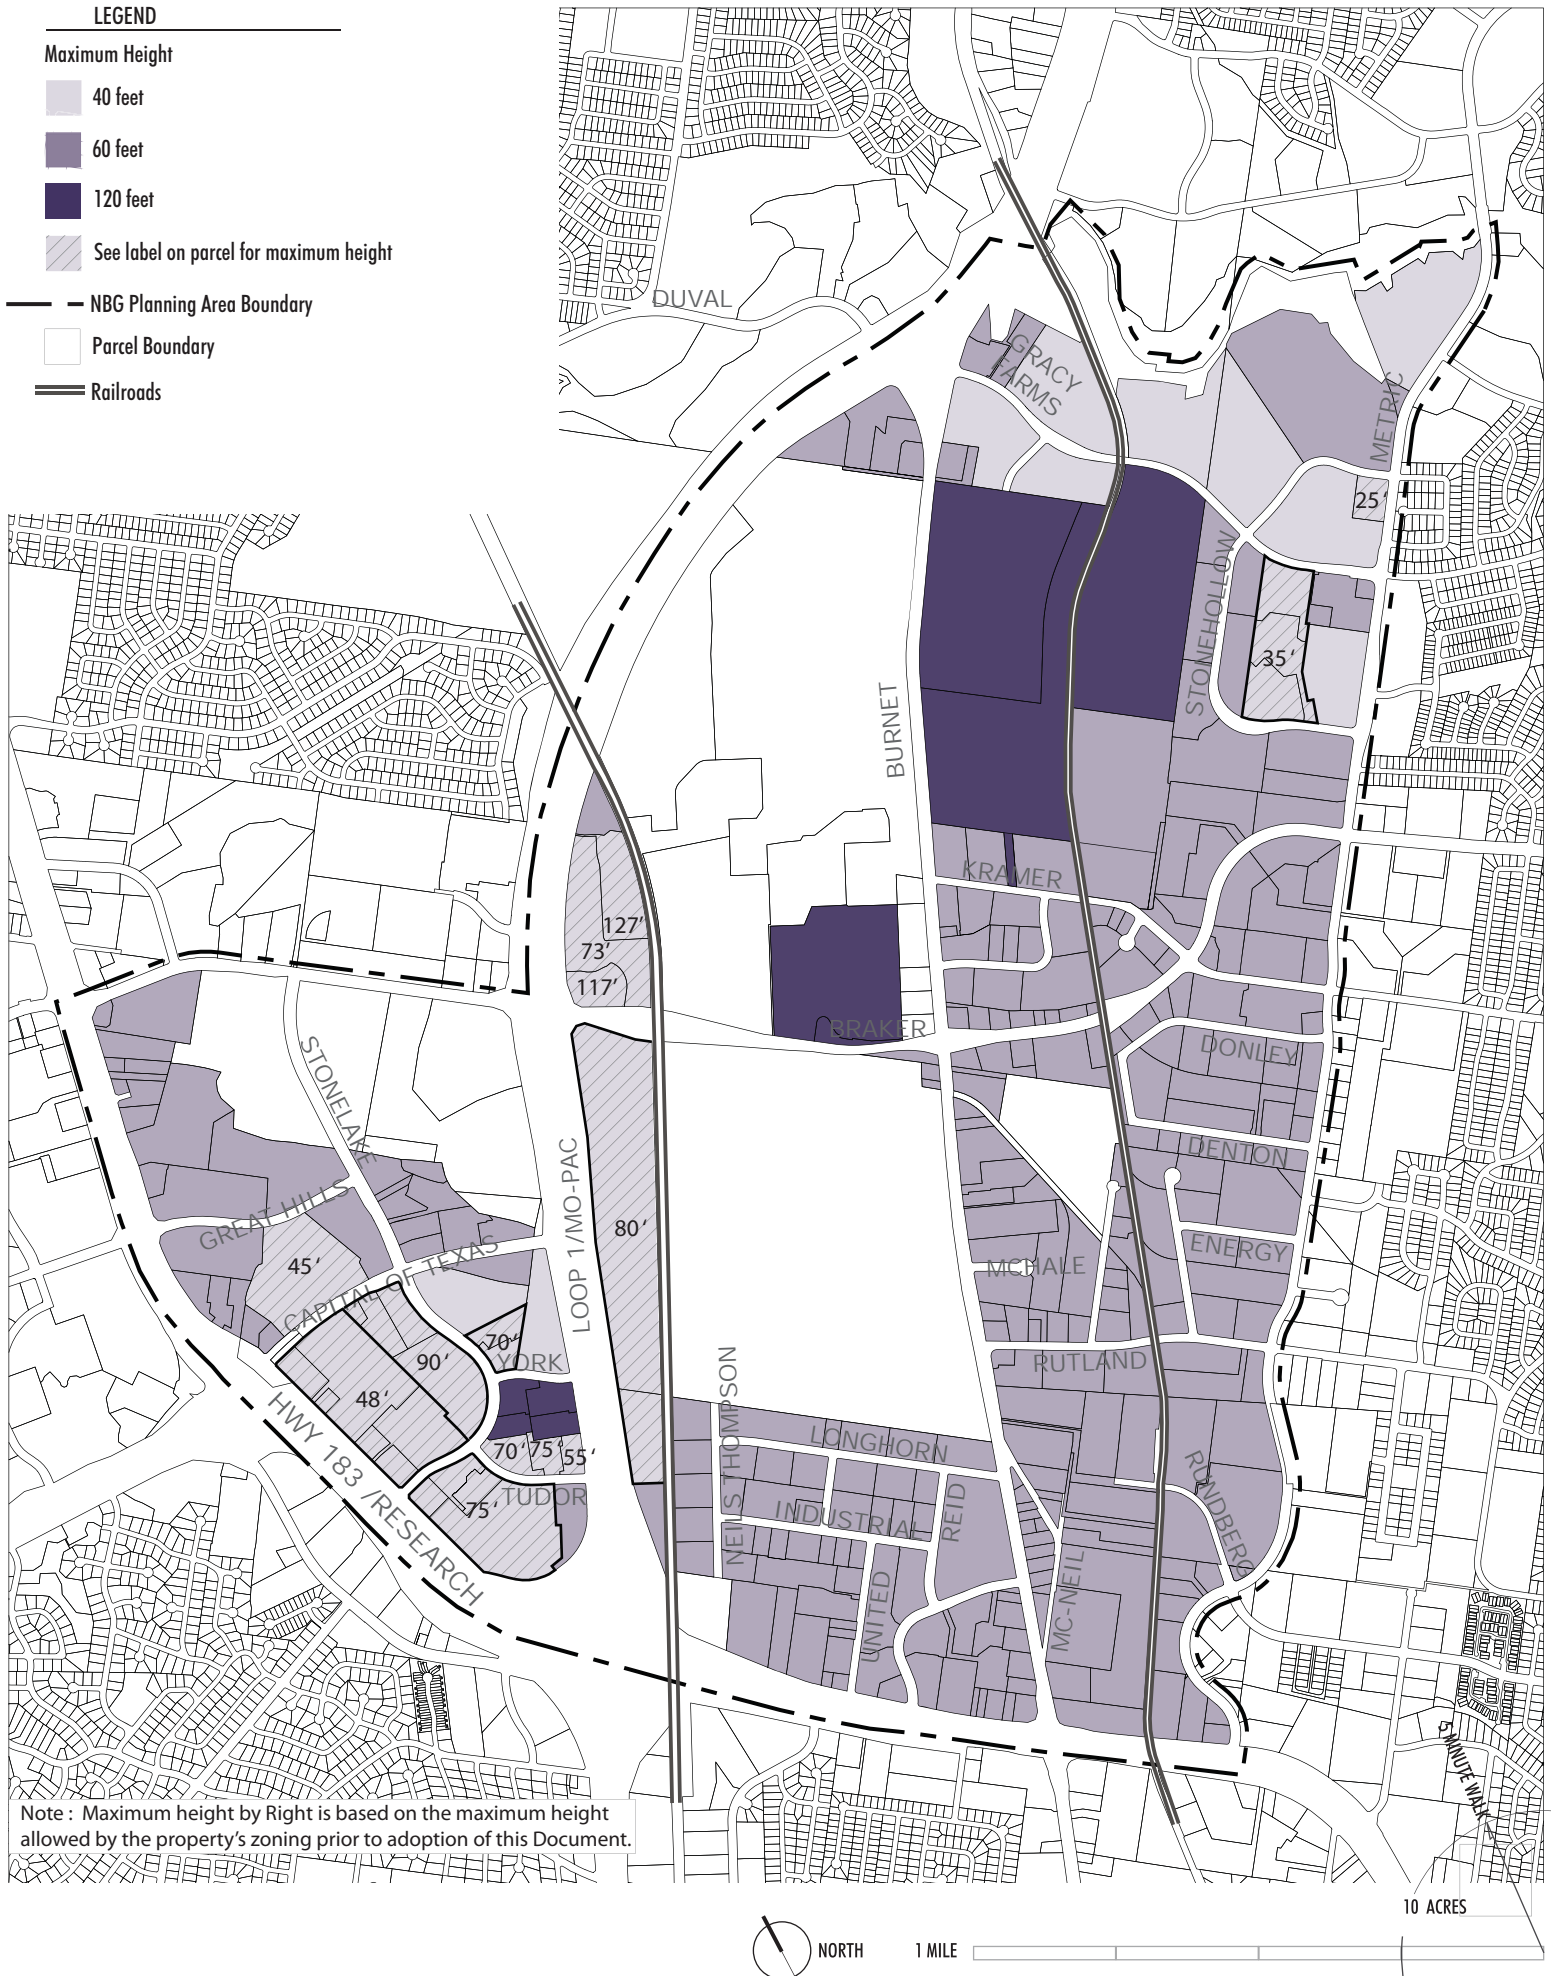 LEGEND
Maximum Height
40 feet
60 feet
120 feet
See label on parcel for maximum height
NBG Planning Area Boundary
Parcel Boundary
Railroads
DUVAL
GRACY
FARMS
METRIC
25'
STONEHOLLOW
35'
BURNET
KRAMER
127'
73'
117'
BRAKER
DONLEY
STONELAKE
DENTON
LOOP 1/MO-PAC
80'
GREAT HILLS
ENERGY
45'
CAPITAL OF TEXAS
MCHALE
70'
YORK
90'
RUTLAND
48'
HWY 183 /RESEARCH
NEILS THOMPSON
LONGHORN
70'
75'
55'
RUNDBERG
75'
TUDOR
INDUSTRIAL
REID
UNITED
MC-NEIL
5 MINUTE WALK
Note : Maximum height by Right is based on the maximum height
allowed by the property's zoning prior to adoption of this Document.
10 ACRES
NORTH
1 MILE